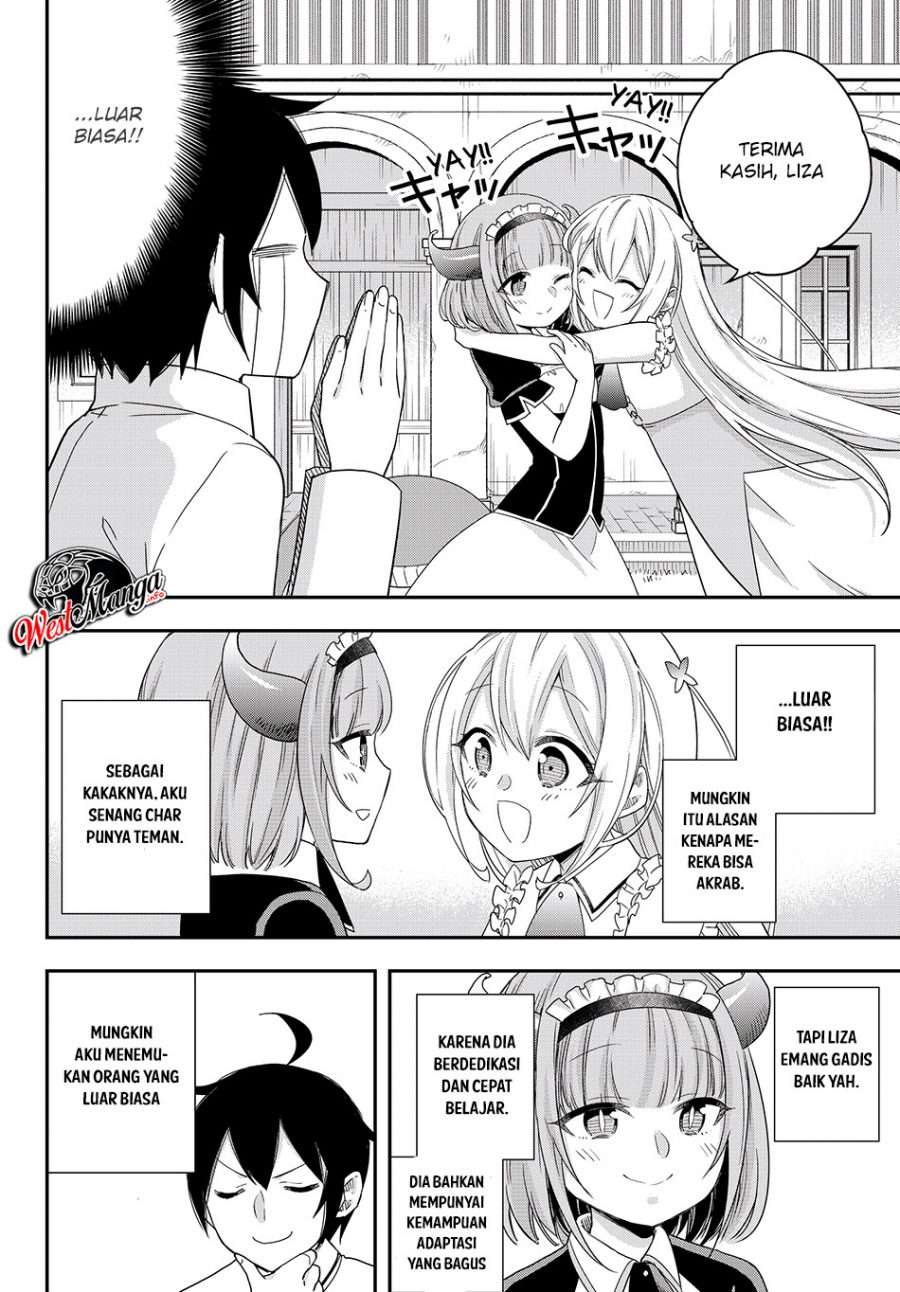 TERIMA
KASIH, LIZA
YAY!!
キャッ
YAY!!
キャッ
...LUAR
BIASA!!
WestManga
.info
...LUAR
BIASA!!
MUNGKIN
ITU ALASAN
KENAPA ME-
REKA BISA
AKRAB.
SEBAGAI
KAKAKNYA, AKU
SENANG CHAR
PUNYA TEMAN.
TAPI LIZA
EMANG GADIS
BAIK YAH.
KARENA DIA
BERDEDIKASI
DAN CEPAT
BELAJAR.
DIA BAHKAN
MEMPUNYAI
KEMAMPUAN
ADAPTASI
YANG BAGUS
MUNGKIN
AKU MENEMU-
KAN ORANG YANG
LUAR BIASA